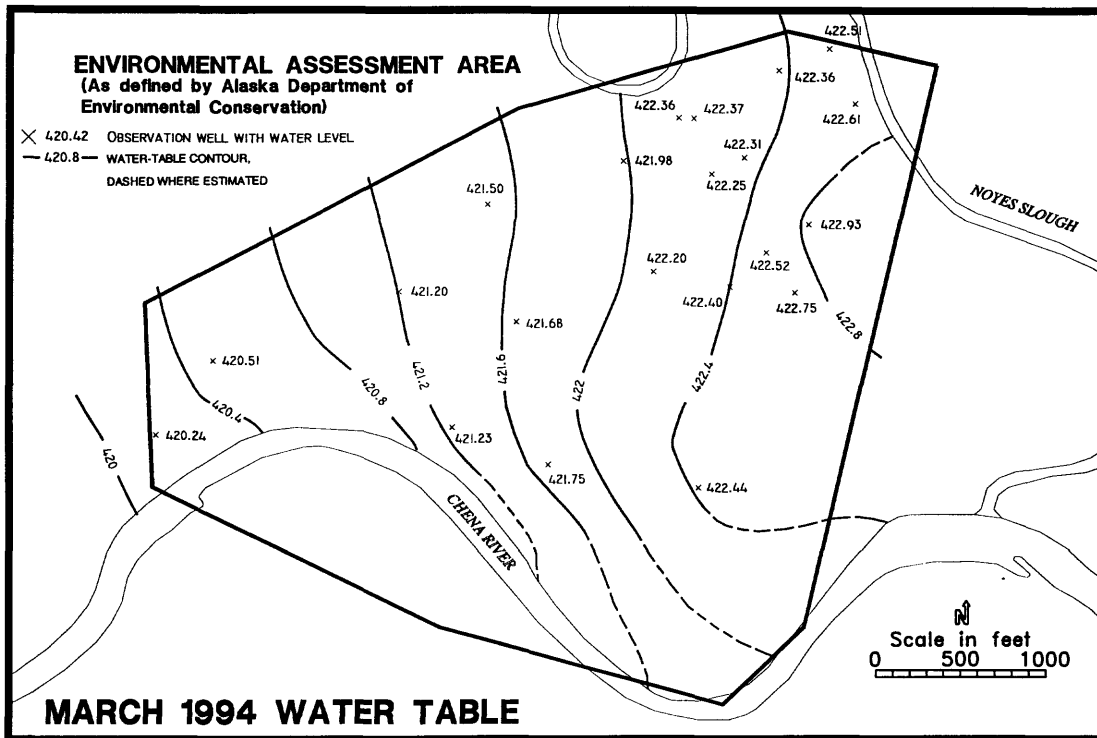 ENVIRONMENTAL ASSESSMENT AREA
(As defined by Alaska Department of
Environmental Conservation)
× 420.42 OBSERVATION WELL WITH WATER LEVEL
— 420.8 — WATER-TABLE CONTOUR,
DASHED WHERE ESTIMATED
422.51
422.36
422.36
422.37
422.61
422.31
421.98
422.25
421.50
NOYES SLOUGH
422.93
422.52
422.20
421.20
422.40
422.75
421.68
422.8
420.51
421.2
421.6
422.4
420.8
422
420.4
420.24
421.23
420
421.75
422.44
CHENA RIVER
N
Scale in feet
0 500 1000
MARCH 1994 WATER TABLE